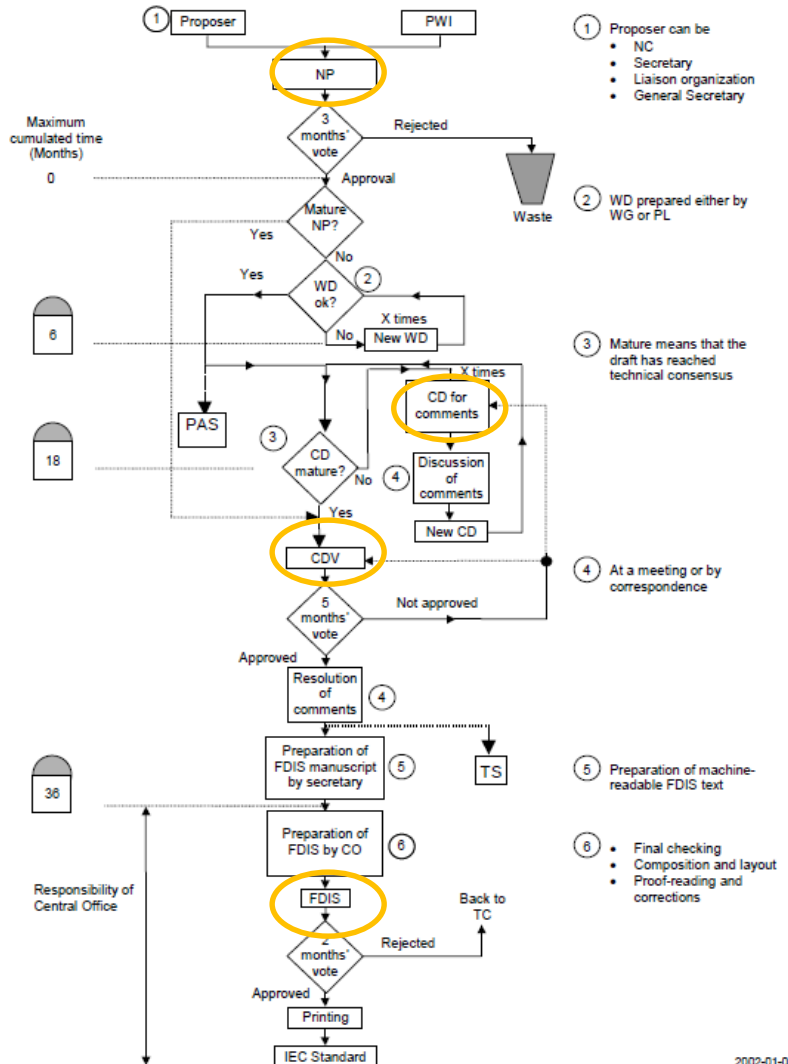 1
Proposer
PWI
NP
3
months'
vote
Rejected
Waste
Maximum
cumulated time
(Months)
0
Approval
Mature
NP?
Yes
No
Yes
WD
ok?
2
6
No
X times
New WD
X times
CD for
comments
PAS
3
18
CD
mature?
No
4
Discussion
of
comments
Yes
New CD
CDV
5
months'
vote
Not approved
Approved
Resolution
of
comments
4
Preparation of
FDIS manuscript
by secretary
5
TS
36
Preparation of
FDIS by CO
6
Responsibility of
Central Office
FDIS
Back to
TC
2
months'
vote
Rejected
Approved
Printing
IEC Standard
1 Proposer can be
• NC
• Secretary
• Liaison organization
• General Secretary
2 WD prepared either by
WG or PL
3 Mature means that the
draft has reached
technical consensus
4 At a meeting or by
correspondence
5 Preparation of machine-
readable FDIS text
6 • Final checking
• Composition and layout
• Proof-reading and
corrections